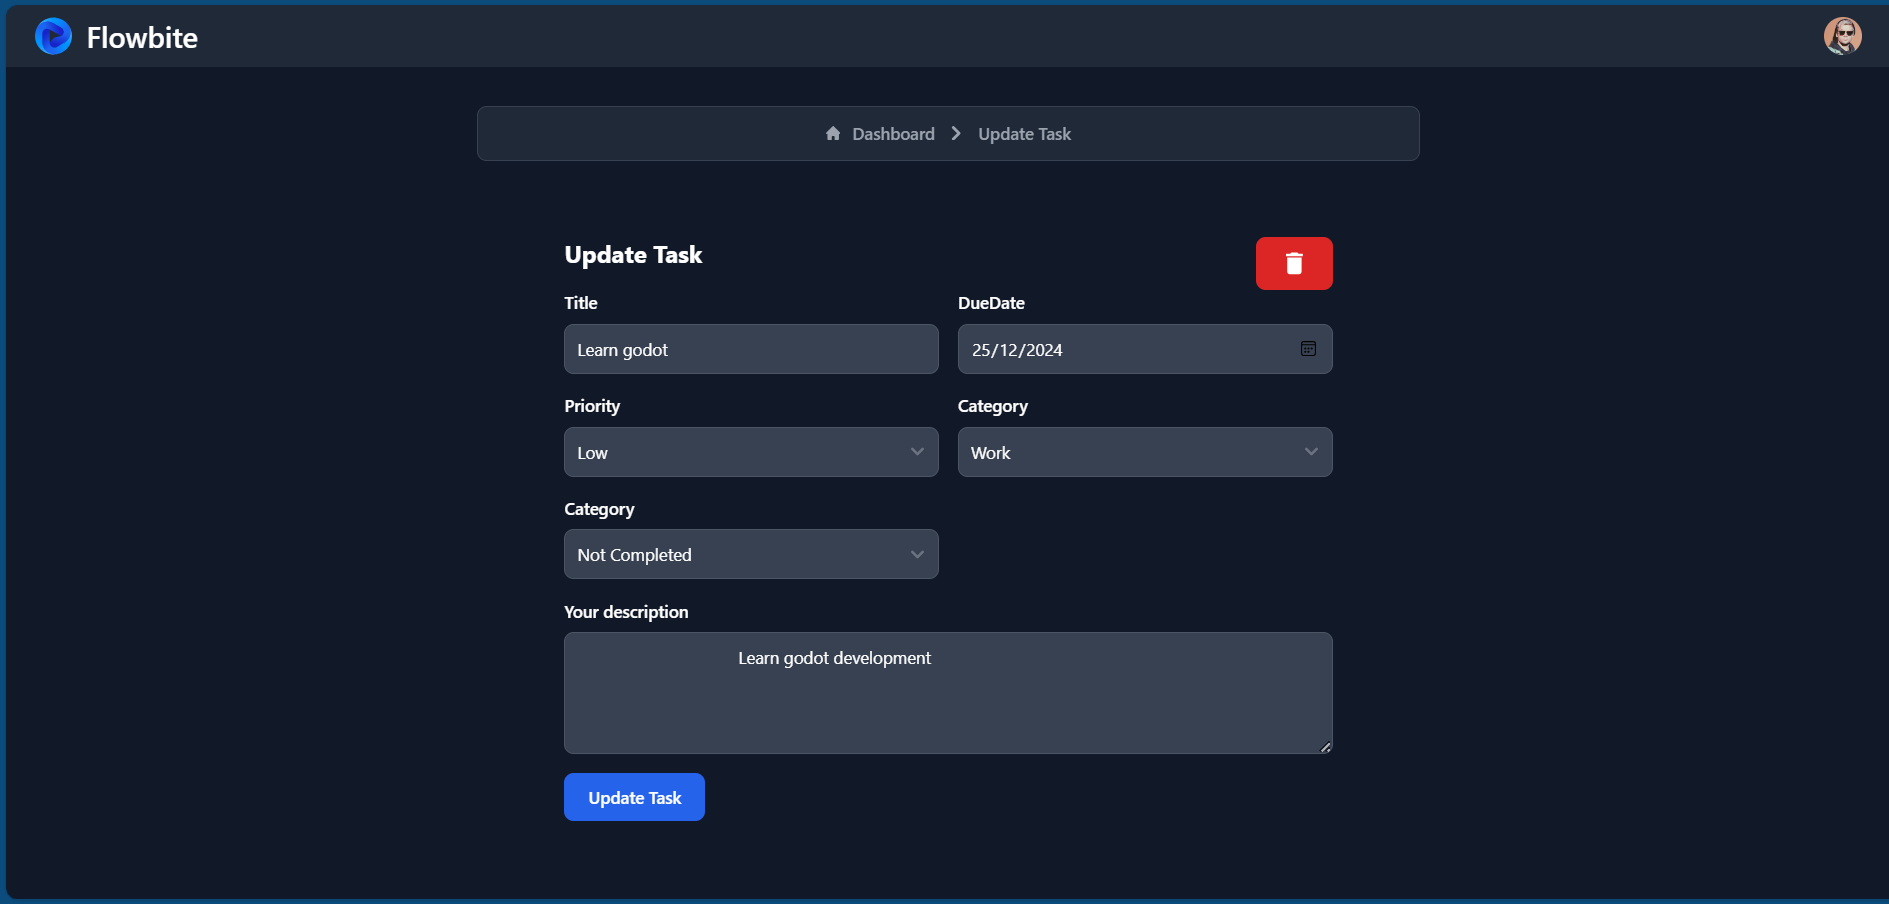 Flowbite
Dashboard Update Task
Update Task
Title DueDate
Learn godot 25/12/2024
Priority Category
Low Work
Category
Not Completed
Your description
Learn godot development
Update Task